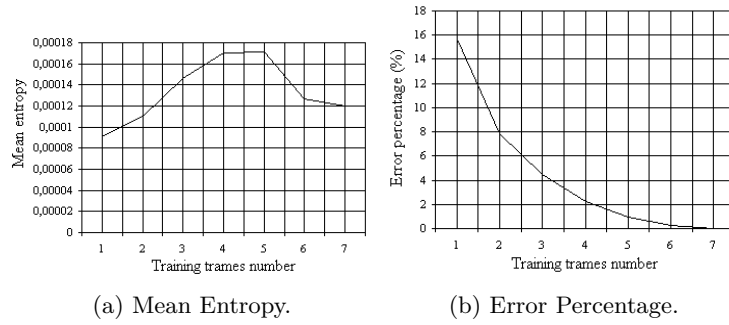 0,00018
0,00016
0,00014
0,00012
0,0001
0,00008
0,00006
0,00004
0,00002
0
Mean entropy
1 2 3 4 5 6 7
Training trames number
(a) Mean Entropy.
18
16
14
12
10
8
6
4
2
0
Error percentage (%)
1 2 3 4 5 6 7
Training trames number
(b) Error Percentage.